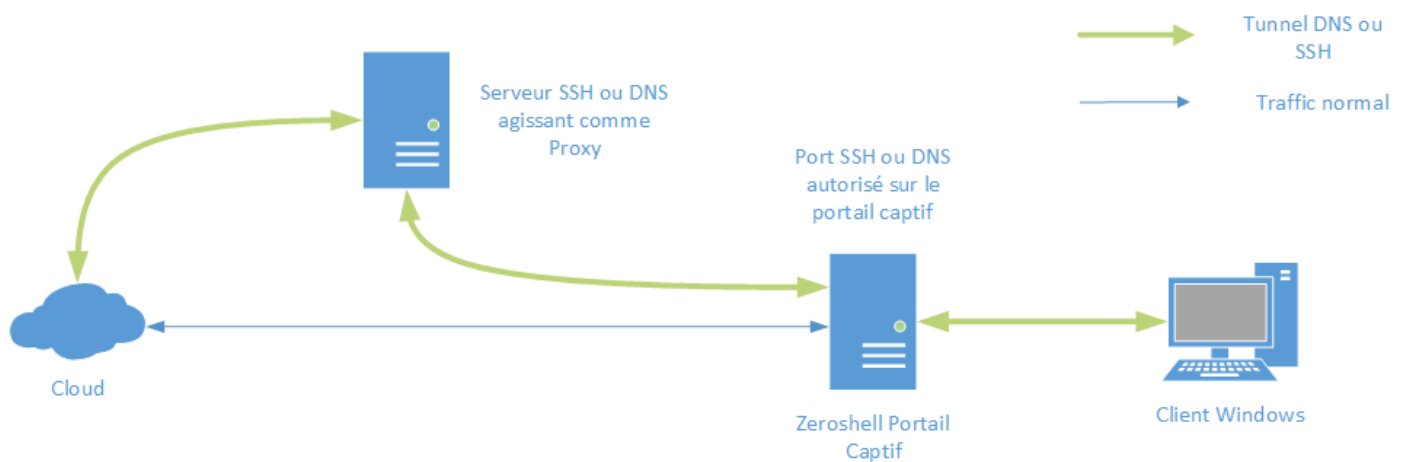 Tunnel DNS ou
SSH
Serveur SSH ou DNS
agissant comme
Proxy
Traffic normal
Port SSH ou DNS
autorisé sur le
portail captif
Cloud
Client Windows
Zeroshell Portail
Captif